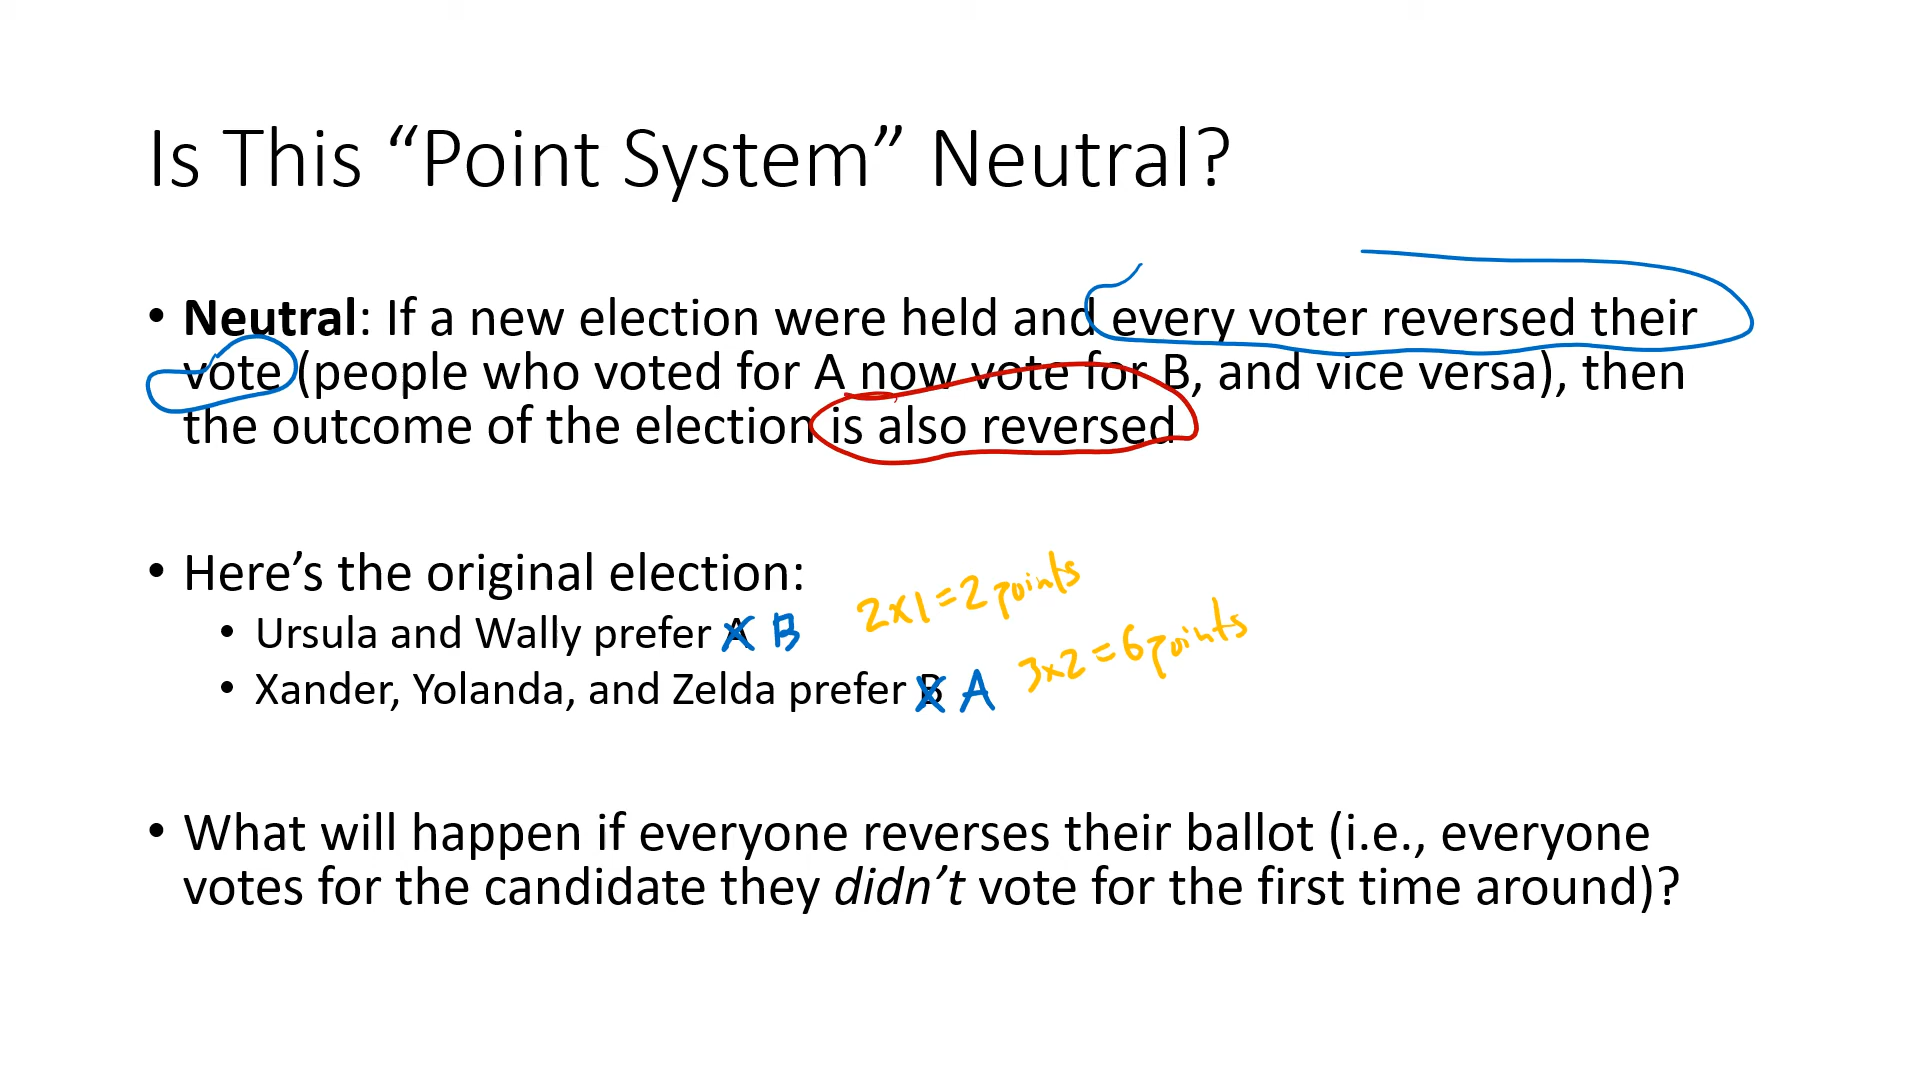 Is This “Point System” Neutral?
• Neutral: If a new election were held and every voter reversed their
vote (people who voted for A now vote for B, and vice versa), then
the outcome of the election is also reversed
• Here’s the original election:
2x1=2 points
• Ursula and Wally prefer A B
3x2=6 points
• Xander, Yolanda, and Zelda prefer B A
• What will happen if everyone reverses their ballot (i.e., everyone
votes for the candidate they didn’t vote for the first time around)?